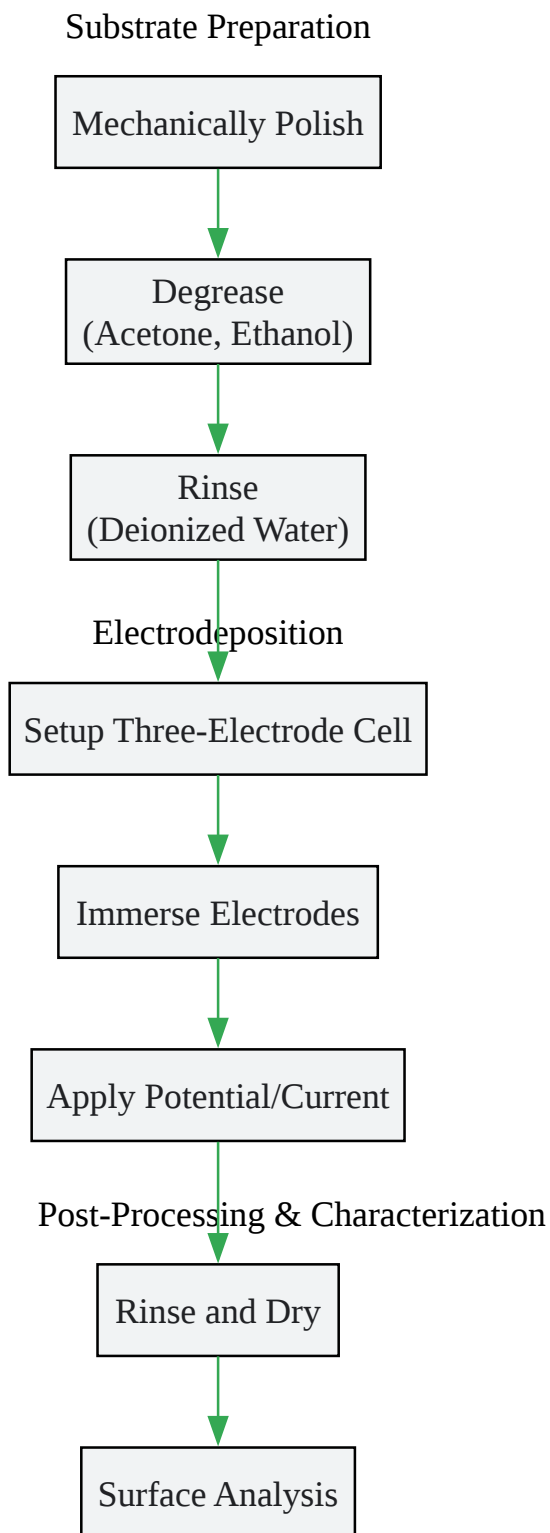 Substrate Preparation
Mechanically Polish
Degrease
(Acetone, Ethanol)
Rinse
(Deionized Water)
Electrodeposition
Setup Three-Electrode Cell
Immerse Electrodes
Apply Potential/Current
Post-Processing & Characterization
Rinse and Dry
Surface Analysis